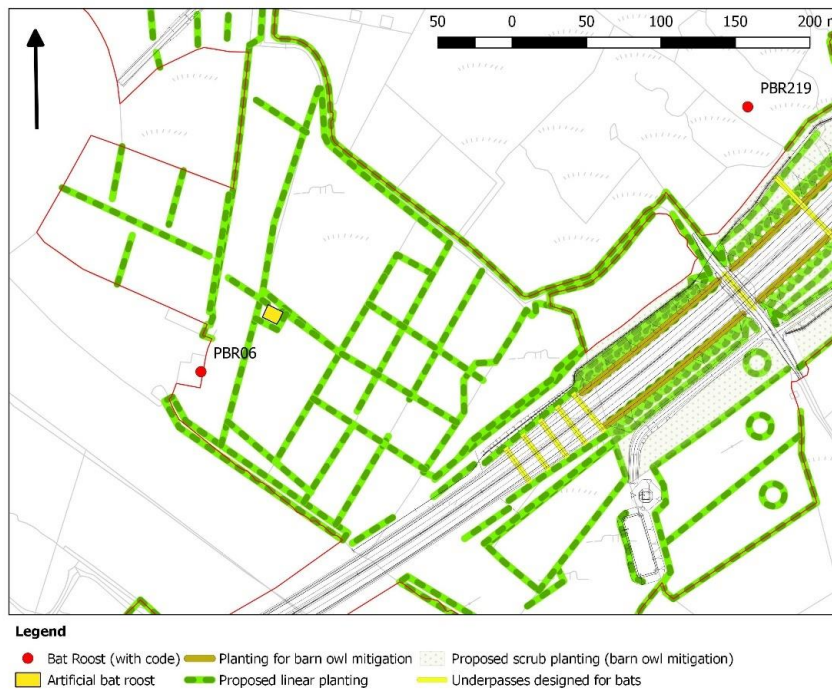 50 0 50 100 150 200 m
PBR219
PBR06
Legend
Bat Roost (with code) Planting for barn owl mitigation Proposed scrub planting (barn owl mitigation)
Artificial bat roost Proposed linear planting Underpasses designed for bats